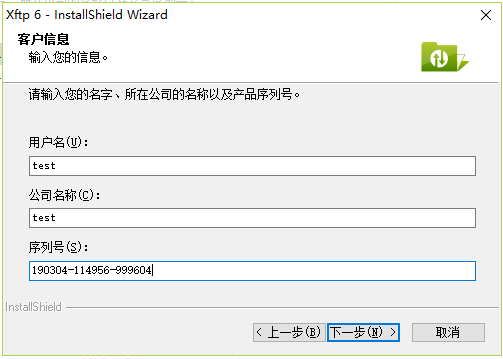 Xftp 6 - InstallShield Wizard
客户信息
输入您的信息。
请输入您的名字、所在公司的名称以及产品序列号。
用户名(U):
test
公司名称(C):
test
序列号(S):
190304-114956-999604
InstallShield
< 上一步(B) 下一步(N) > 取消